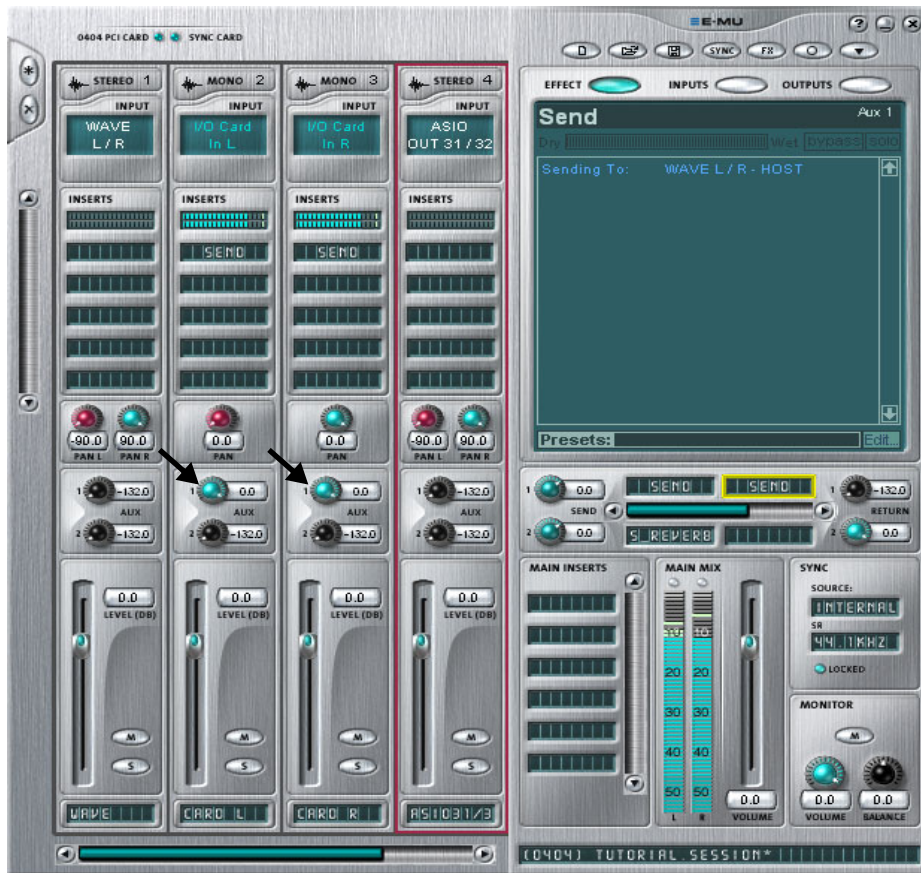 E-MU
0404 PCI CARD SYNC CARD
SYNC FX
STEREO 1
INPUT
WAVE
L / R
INSERTS
-90.0 90.0
PAN L PAN R
1 -132.0
AUX
2 -132.0
0.0
LEVEL (DB)
M
S
WAVE
MONO 2
INPUT
I/O Card
In L
INSERTS
SEND
0.0
PAN
1 0.0
AUX
2 -132.0
0.0
LEVEL (DB)
M
S
CARD L
MONO 3
INPUT
I/O Card
In R
INSERTS
SEND
0.0
PAN
1 0.0
AUX
2 -132.0
0.0
LEVEL (DB)
M
S
CARD R
STEREO 4
INPUT
ASIO
OUT 31 / 32
INSERTS
-90.0 90.0
PAN L PAN R
1 -132.0
AUX
2 -132.0
0.0
LEVEL (DB)
M
S
ASIO31/3
EFFECT INPUTS OUTPUTS
Send Aux 1
Dry Wet bypass solo
Sending To: WAVE L / R - HOST
Presets: Edit...
1 0.0 SEND SEND 1 -132.0
SEND RETURN
2 0.0 S_REVERB 2 0.0
MAIN INSERTS
MAIN MIX
10 10
20 20
30 30
40 40
50 50
L R
0.0
VOLUME
SYNC
SOURCE:
INTERNAL
SR
44.1KHZ
LOCKED
MONITOR
M
0.0 0.0
VOLUME BALANCE
(0404) TUTORIAL.SESSION*